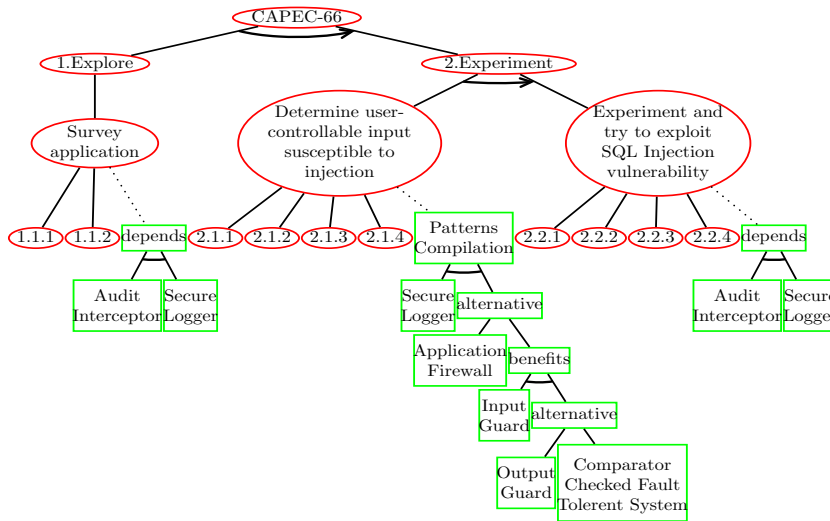 CAPEC-66
1.Explore
2.Experiment
Survey
application
Determine user-
controllable input
susceptible to
injection
Experiment and
try to exploit
SQL Injection
vulnerability
1.1.1
1.1.2
depends
2.1.1
2.1.2
2.1.3
2.1.4
Patterns
Compilation
2.2.1
2.2.2
2.2.3
2.2.4
depends
Audit
Interceptor
Secure
Logger
Secure
Logger
alternative
Audit
Interceptor
Secure
Logger
Application
Firewall
benefits
Input
Guard
alternative
Output
Guard
Comparator
Checked Fault
Tolerent System